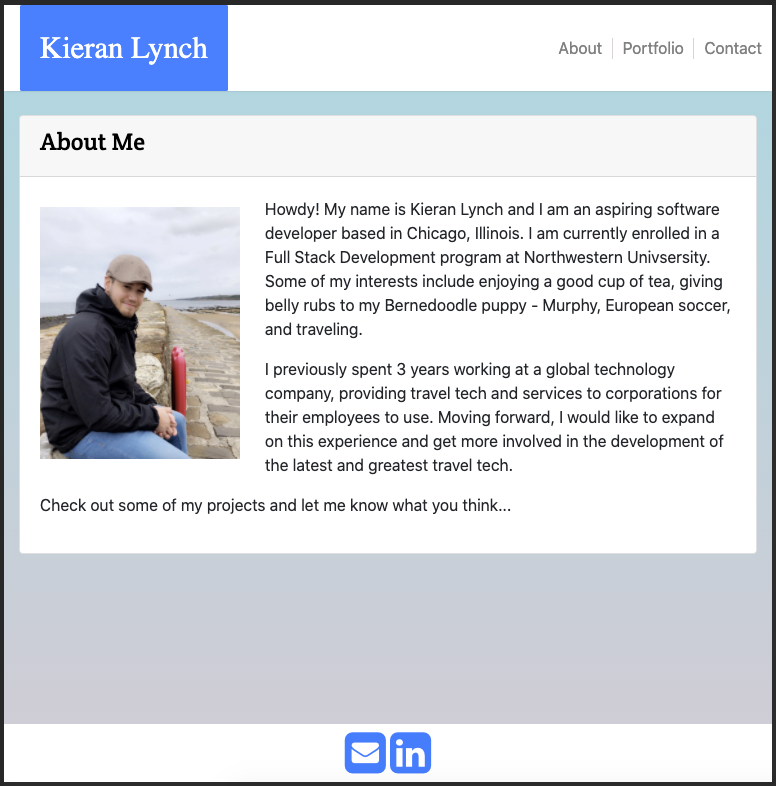 Kieran Lynch
About
Portfolio
Contact
About Me
Howdy! My name is Kieran Lynch and I am an aspiring software
developer based in Chicago, Illinois. I am currently enrolled in a
Full Stack Development program at Northwestern Univsersity.
Some of my interests include enjoying a good cup of tea, giving
belly rubs to my Bernedoodle puppy - Murphy, European soccer,
and traveling.
I previously spent 3 years working at a global technology
company, providing travel tech and services to corporations for
their employees to use. Moving forward, I would like to expand
on this experience and get more involved in the development of
the latest and greatest travel tech.
Check out some of my projects and let me know what you think...
in